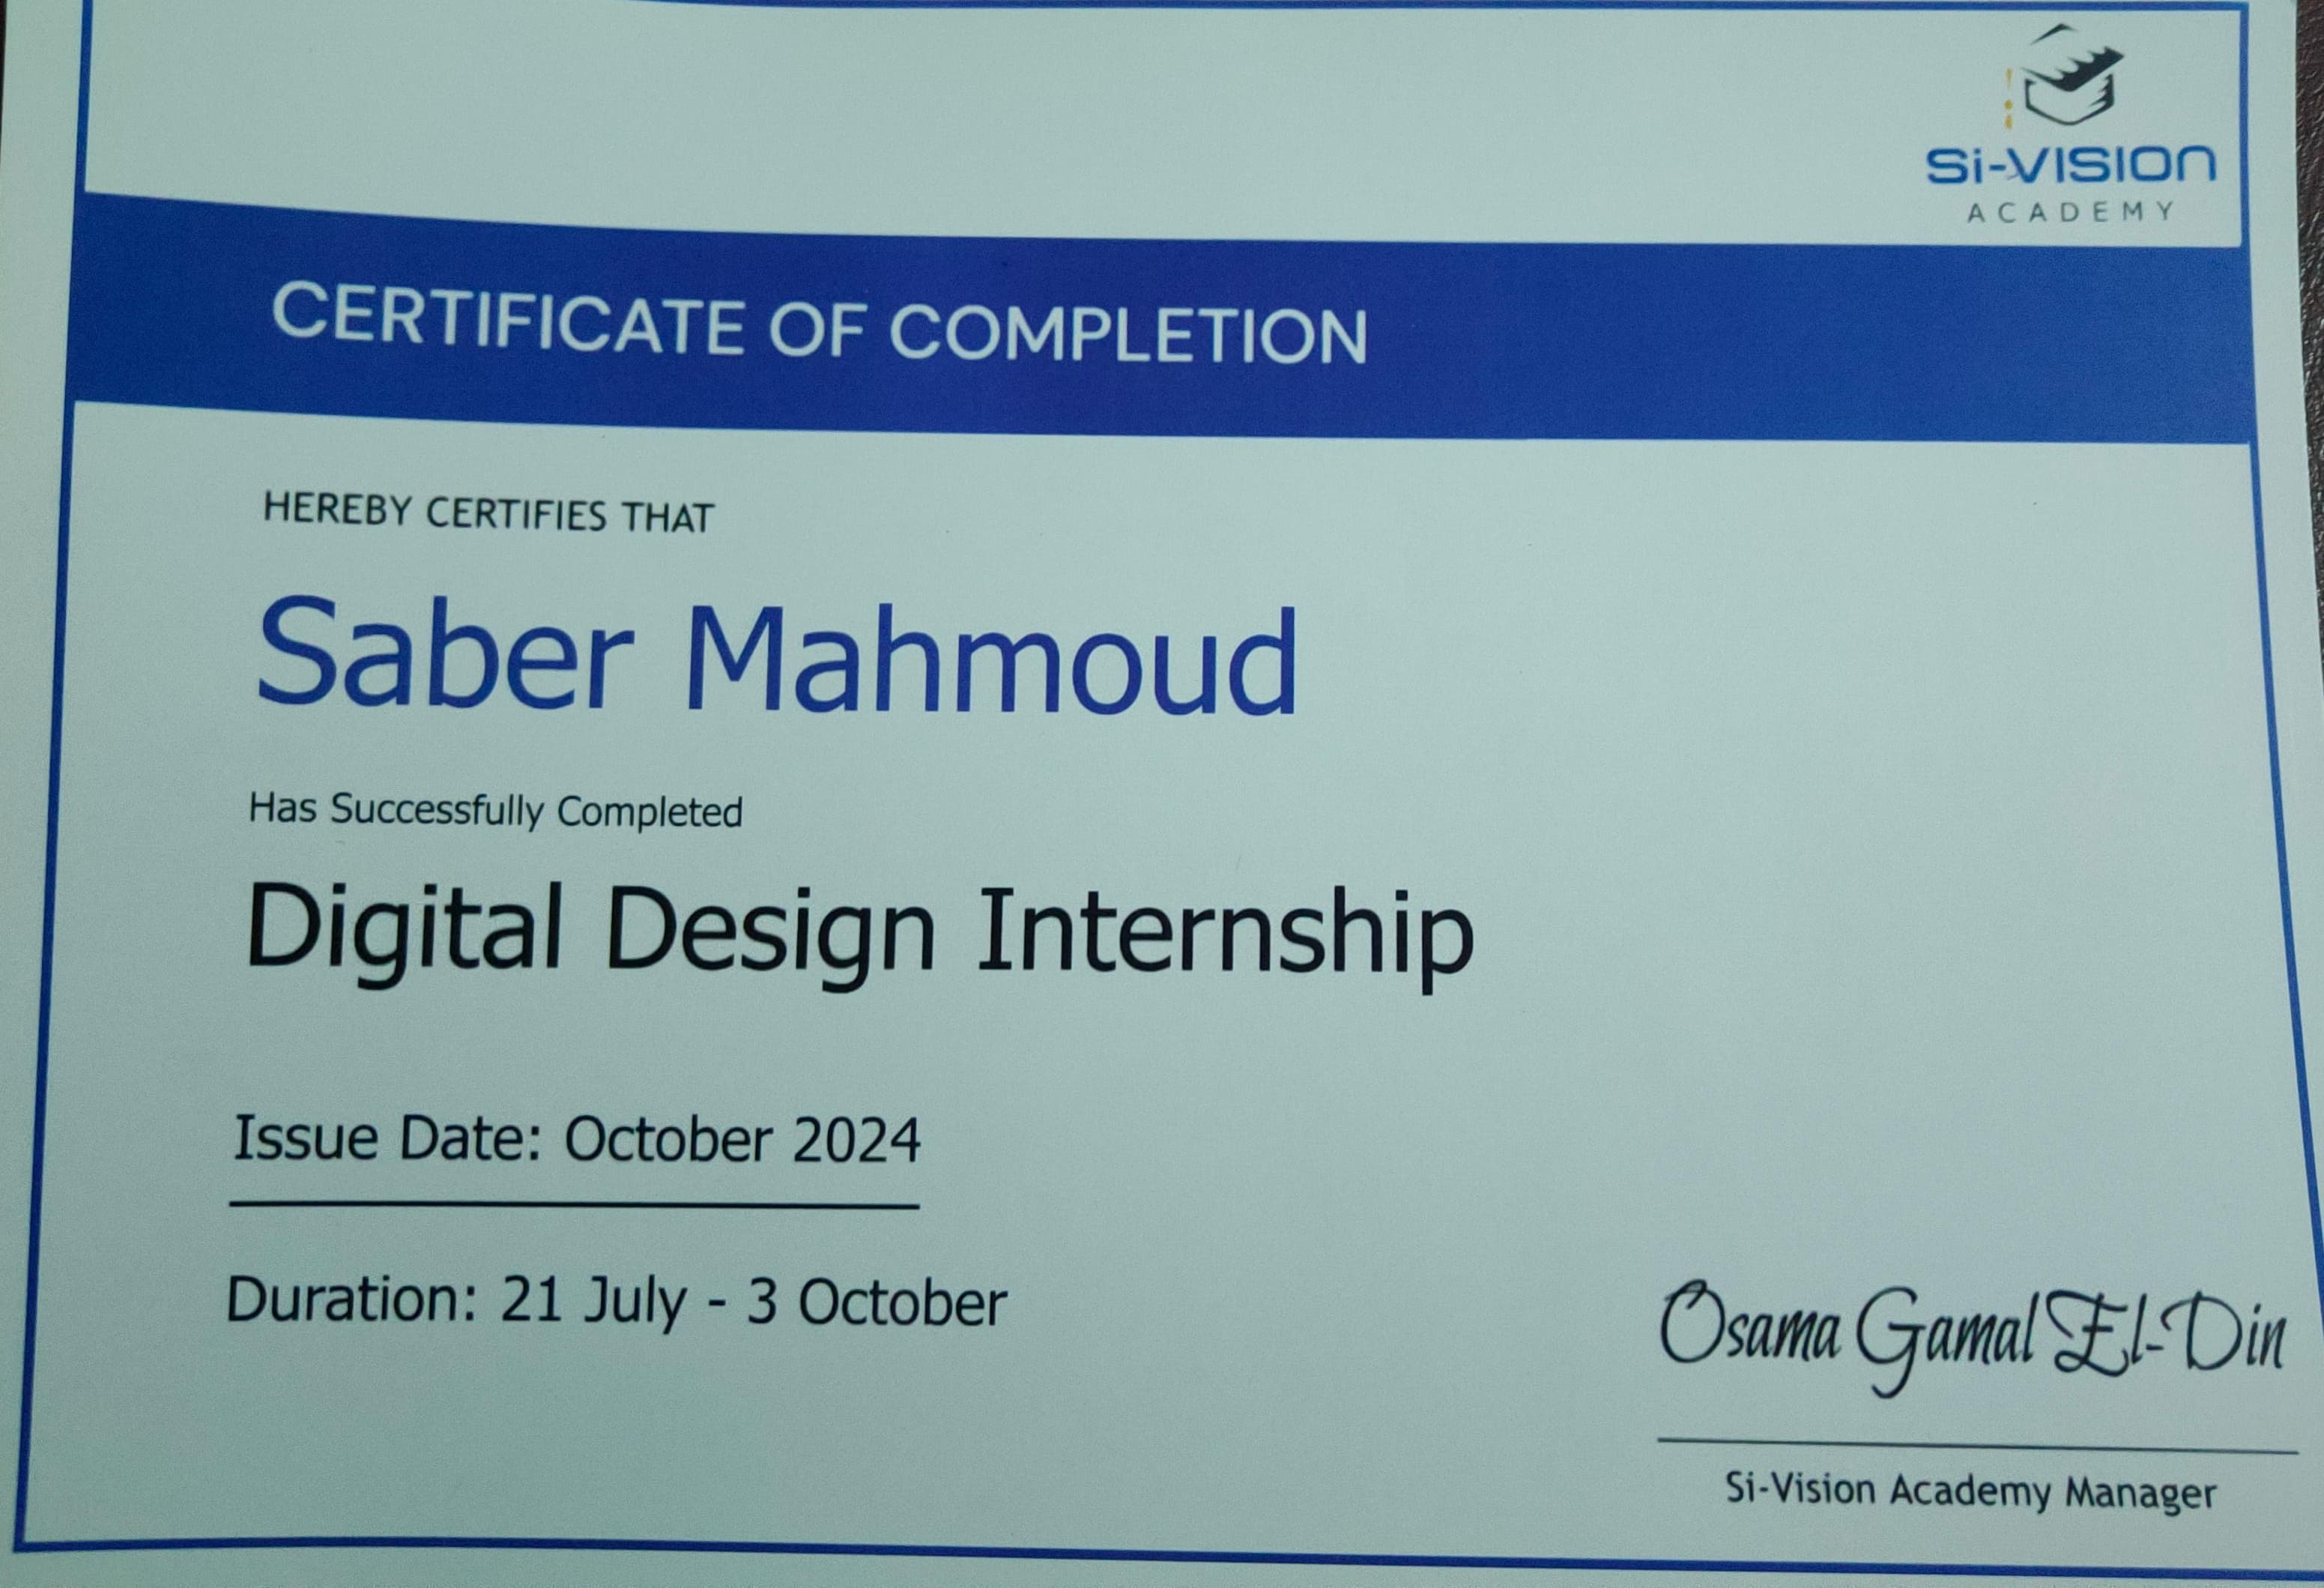 Si-VISION
ACADEMY
CERTIFICATE OF COMPLETION
HEREBY CERTIFIES THAT
Saber Mahmoud
Has Successfully Completed
Digital Design Internship
Issue Date: October 2024
Duration: 21 July - 3 October
Osama Gamal El-Din
Si-Vision Academy Manager